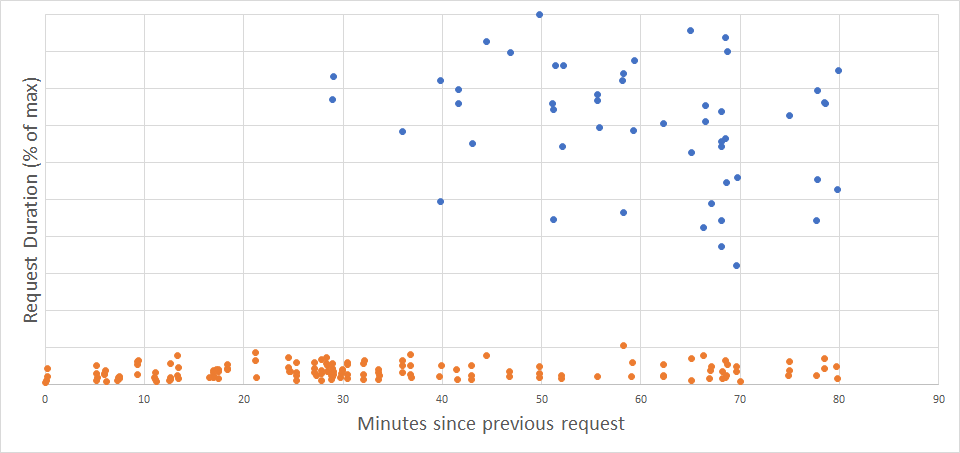 Request Duration (% of max)
0 10 20 30 40 50 60 70 80 90
Minutes since previous request